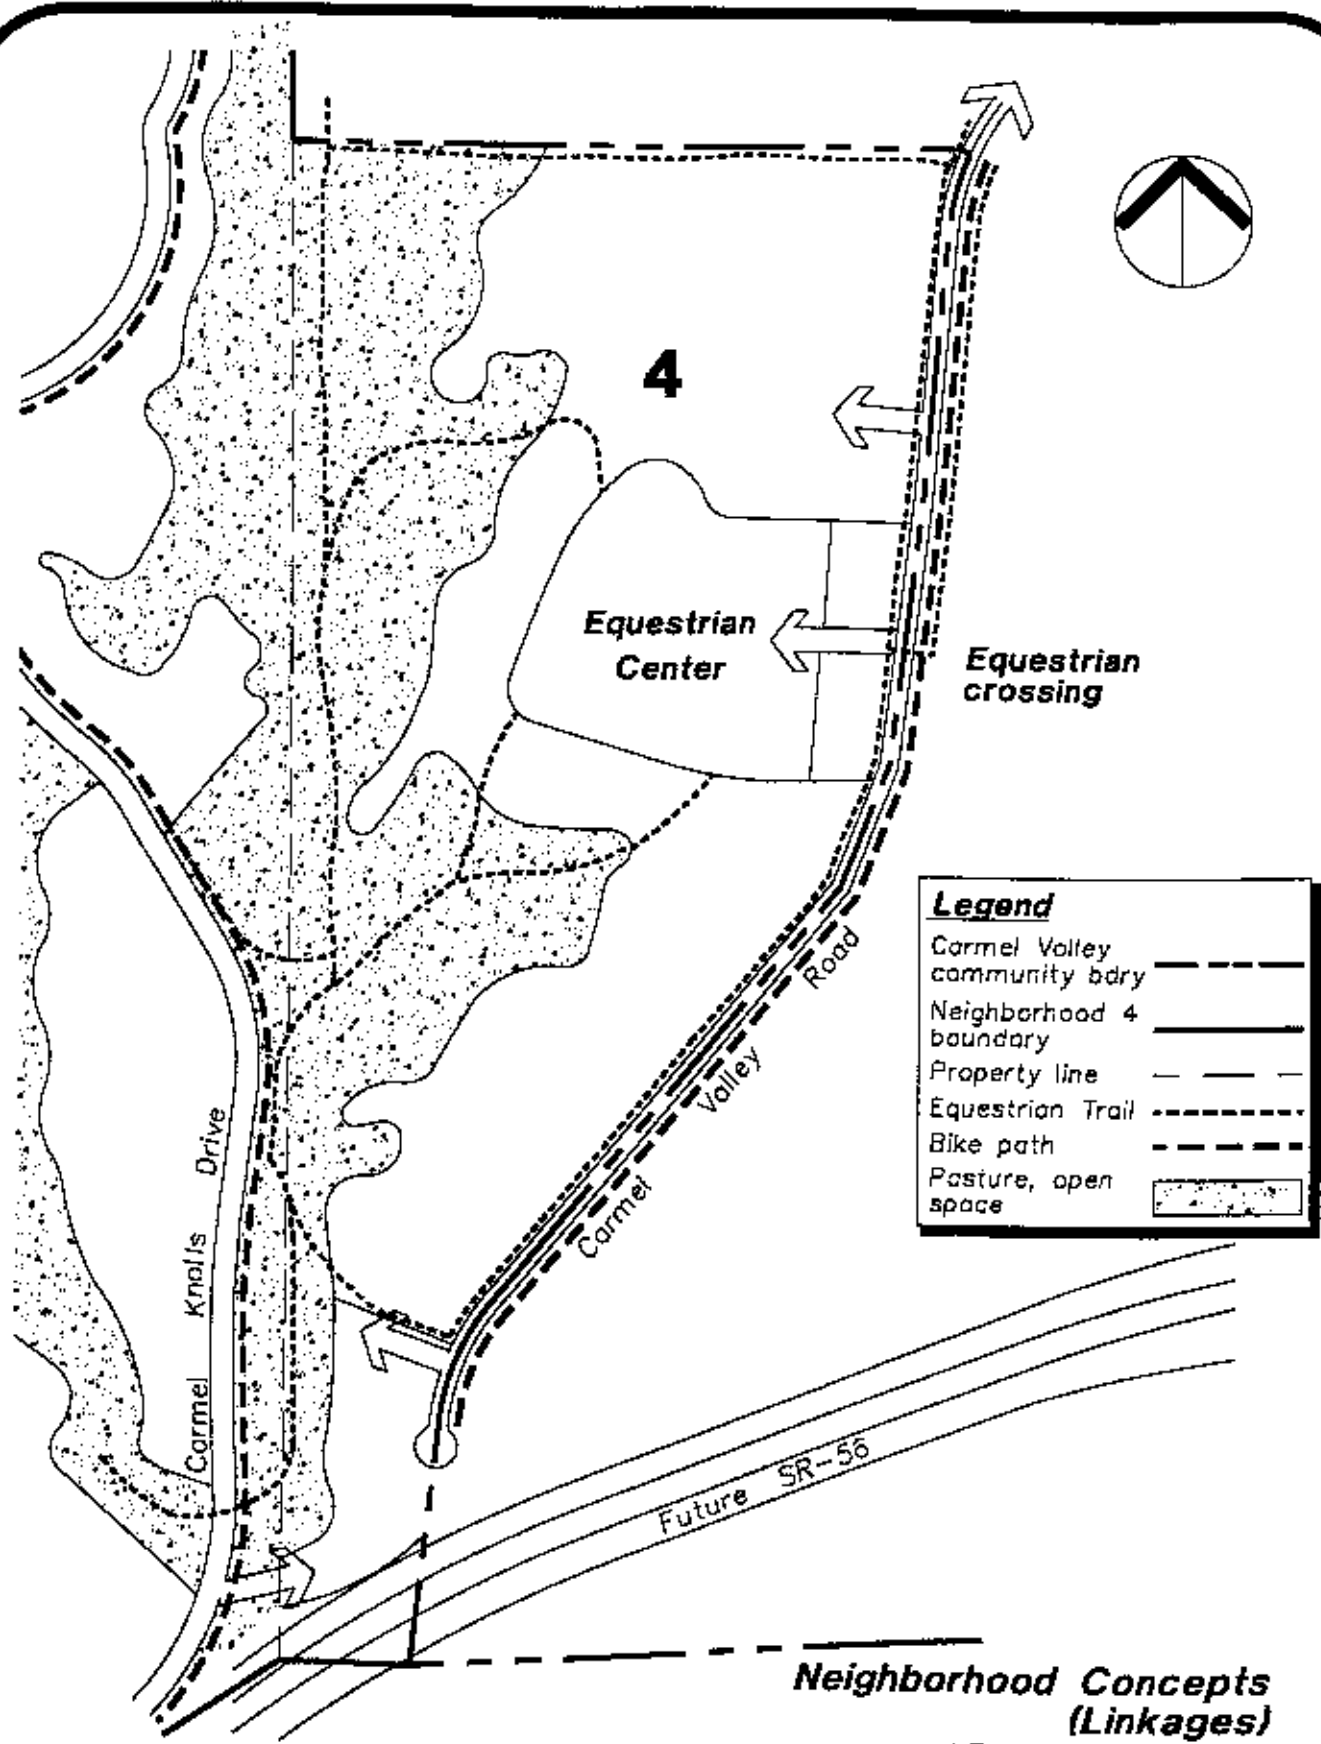 4
Equestrian
Center
Equestrian
crossing
Legend
Carmel Valley
community bdry
Neighborhood 4
boundary
Property line
Equestrian Trail
Bike path
Pasture, open
space
Carmel Valley Road
Carmel Knolls Drive
Future SR-56
Neighborhood Concepts
(Linkages)